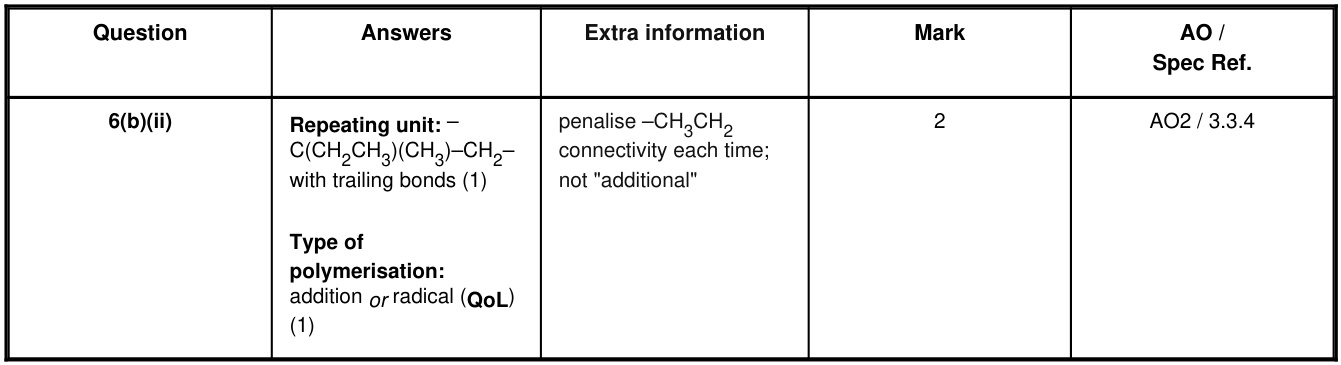 Question Answers Extra information Mark AO /
Spec Ref.
6(b)(ii)
Repeating unit: –
C(CH2CH3)(CH3)–CH2–
with trailing bonds (1)
Type of
polymerisation:
addition or radical (QoL)
(1)
penalise –CH3CH2
connectivity each time;
not "additional"
2
AO2 / 3.3.4